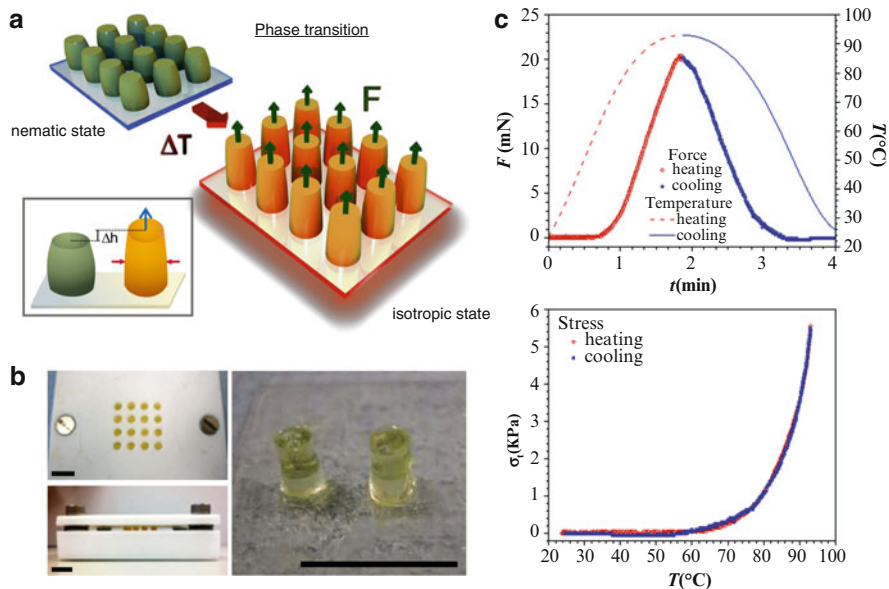 a
Phase transition
nematic state
ΔT
F
Δh
isotropic state
b
c
25
20
15
10
5
0
F (mN)
100
90
80
70
60
50
40
30
20
T(°C)
Force
heating
cooling
Temperature
heating
cooling
0 1 2 3 4
t(min)
6
5
4
3
2
1
0
σt(KPa)
Stress
heating
cooling
20 30 40 50 60 70 80 90 100
T(°C)